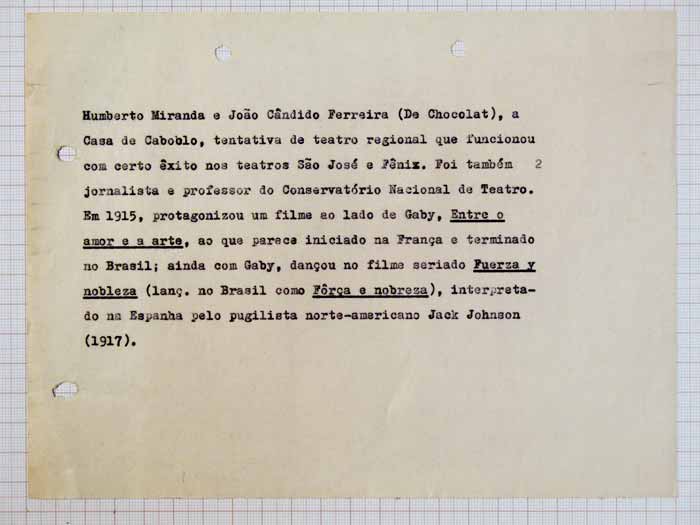 Humberto Miranda e João Cândido Ferreira (De Chocolat), a
Casa de Caboblo, tentativa de teatro regional que funcionou
com certo êxito nos teatros São José e Fênix. Foi também 2
jornalista e professor do Conservatório Nacional de Teatro.
Em 1915, protagonizou um filme ao lado de Gaby, Entre o
amor e a arte, ao que parece iniciado na França e terminado
no Brasil; ainda com Gaby, dançou no filme seriado Fuerza y
nobleza (lanç. no Brasil como Fôrça e nobreza), interpreta-
do na Espanha pelo pugilista norte-americano Jack Johnson
(1917).